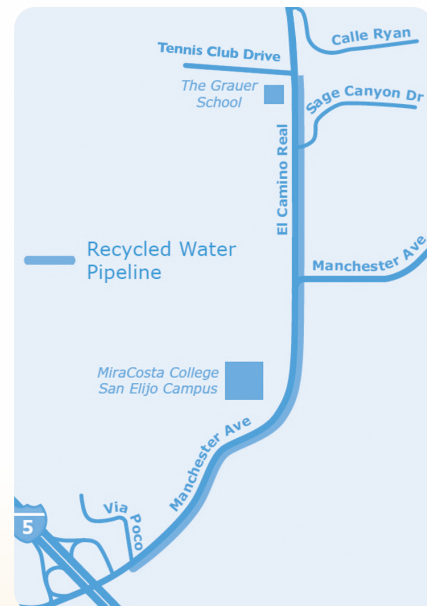 Calle Ryan
Tennis Club Drive
The Grauer
School
Sage Canyon Dr
El Camino Real
Recycled Water
Pipeline
Manchester Ave
MiraCosta College
San Elijo Campus
Manchester Ave
Via Poco
5